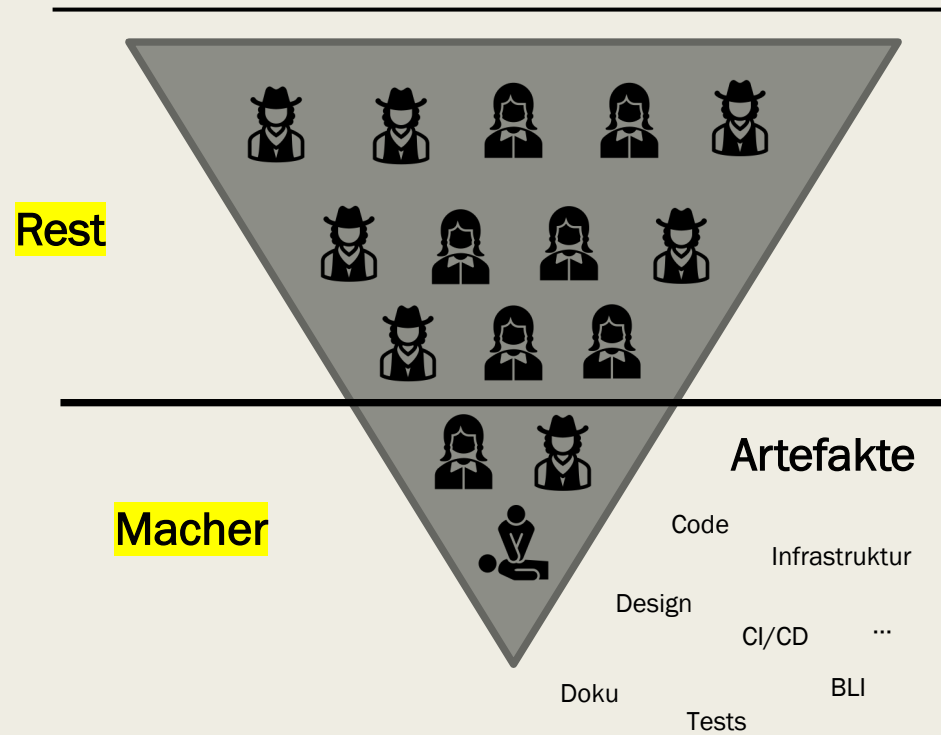 Rest
Macher
Artefakte
Code
Infrastruktur
Design
CI/CD
...
Doku
BLI
Tests